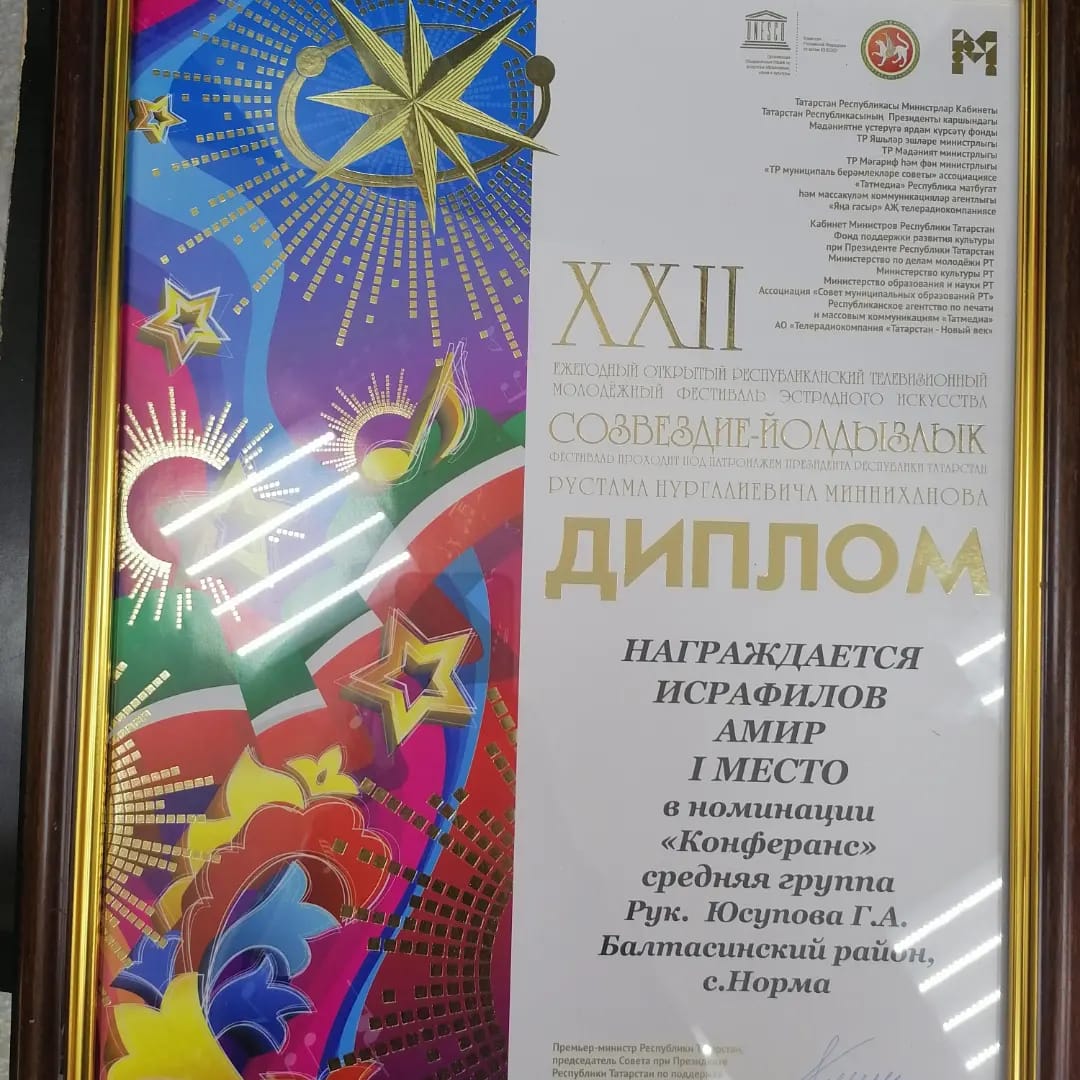 UNESCO
Татарстан Республикасы Министрлар Кабинеты
Татарстан Республикасының Президенты каршындагы
Мәдәниятне үстерүгә ярдәм күрсәтү фонды
ТР Яшьләр эшләре министрлыгы
ТР Мәдәният министрлыгы
ТР Мәгариф һәм фән министрлыгы
«ТР муниципаль берәмлекләре советы» ассоциациясе
«Татмедиа» Республика матбугат
һәм массакүләм коммуникацияләр агентлыгы
«Яңа гасыр» АҖ телерадиокомпаниясе
Кабинет Министров Республики Татарстан
Фонд поддержки развития культуры
при Президенте Республики Татарстан
Министерство по делам молодёжи РТ
Министерство культуры РТ
Министерство образования и науки РТ
Ассоциация «Совет муниципальных образований РТ»
Республиканское агентство по печати
и массовым коммуникациям «Татмедиа»
АО «Телерадиокомпания «Татарстан - Новый век»
XXII
ЕЖЕГОДНЫЙ ОТКРЫТЫЙ РЕСПУБЛИКАНСКИЙ ТЕЛЕВИЗИОННЫЙ
МОЛОДЁЖНЫЙ ФЕСТИВАЛЬ ЭСТРАДНОГО ИСКУССТВА
СОЗВЕЗДИЕ-ЙОЛДЫЗЛЫК
ФЕСТИВАЛЬ ПРОХОДИТ ПОД ПАТРОНАЖЕМ ПРЕЗИДЕНТА РЕСПУБЛИКИ ТАТАРСТАН
РУСТАМА НУРГАЛИЕВИЧА МИННИХАНОВА
ДИПЛОМ
НАГРАЖДАЕТСЯ
ИСРАФИЛОВ
АМИР
I МЕСТО
в номинации
«Конферанс»
средняя группа
Рук. Юсупова Г.А.
Балтасинский район,
с.Норма
Премьер-министр Республики Татарстан,
председатель Совета при Президенте
Республики Татарстан по поддержке